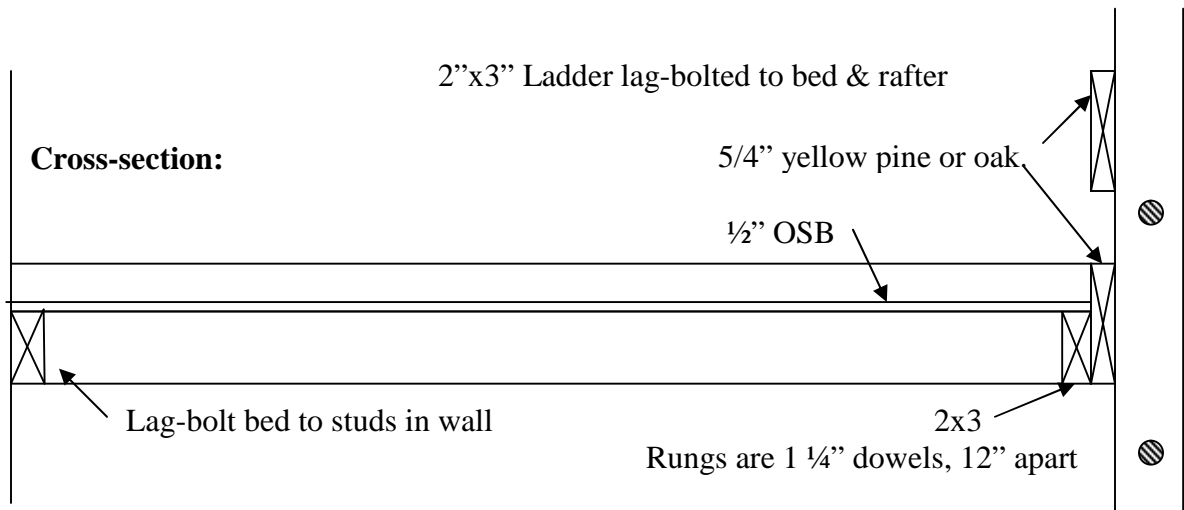 2”x3” Ladder lag-bolted to bed & rafter
Cross-section:
5/4” yellow pine or oak.
½” OSB
Lag-bolt bed to studs in wall
2x3
Rungs are 1 ¼” dowels, 12” apart